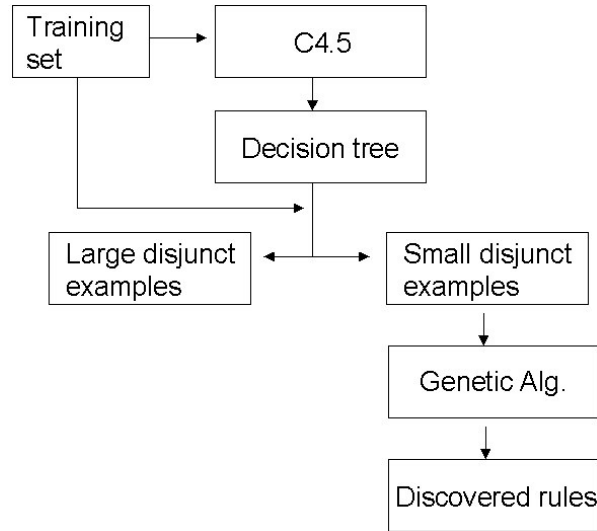 Training
set
C4.5
Decision tree
Large disjunct
examples
Small disjunct
examples
Genetic Alg.
Discovered rules